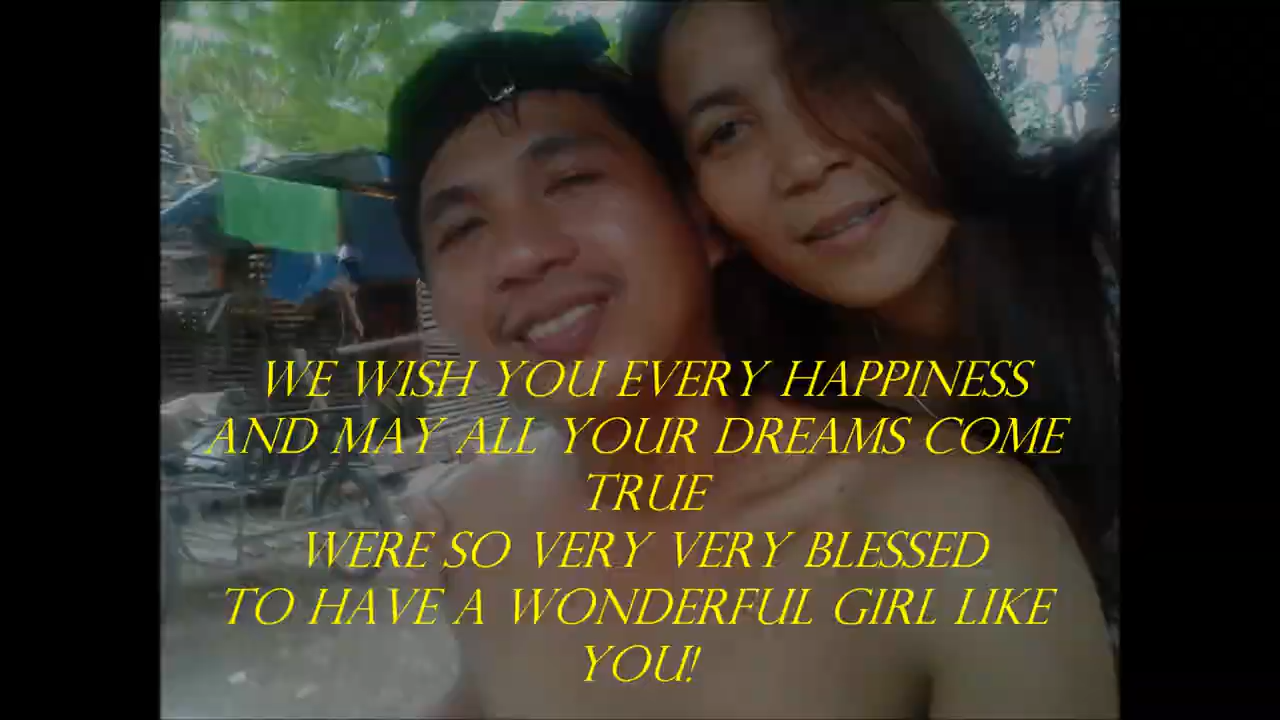 WE WISH YOU EVERY HAPPINESS
AND MAY ALL YOUR DREAMS COME
TRUE
WERE SO VERY VERY BLESSED
TO HAVE A WONDERFUL GIRL LIKE
YOU!